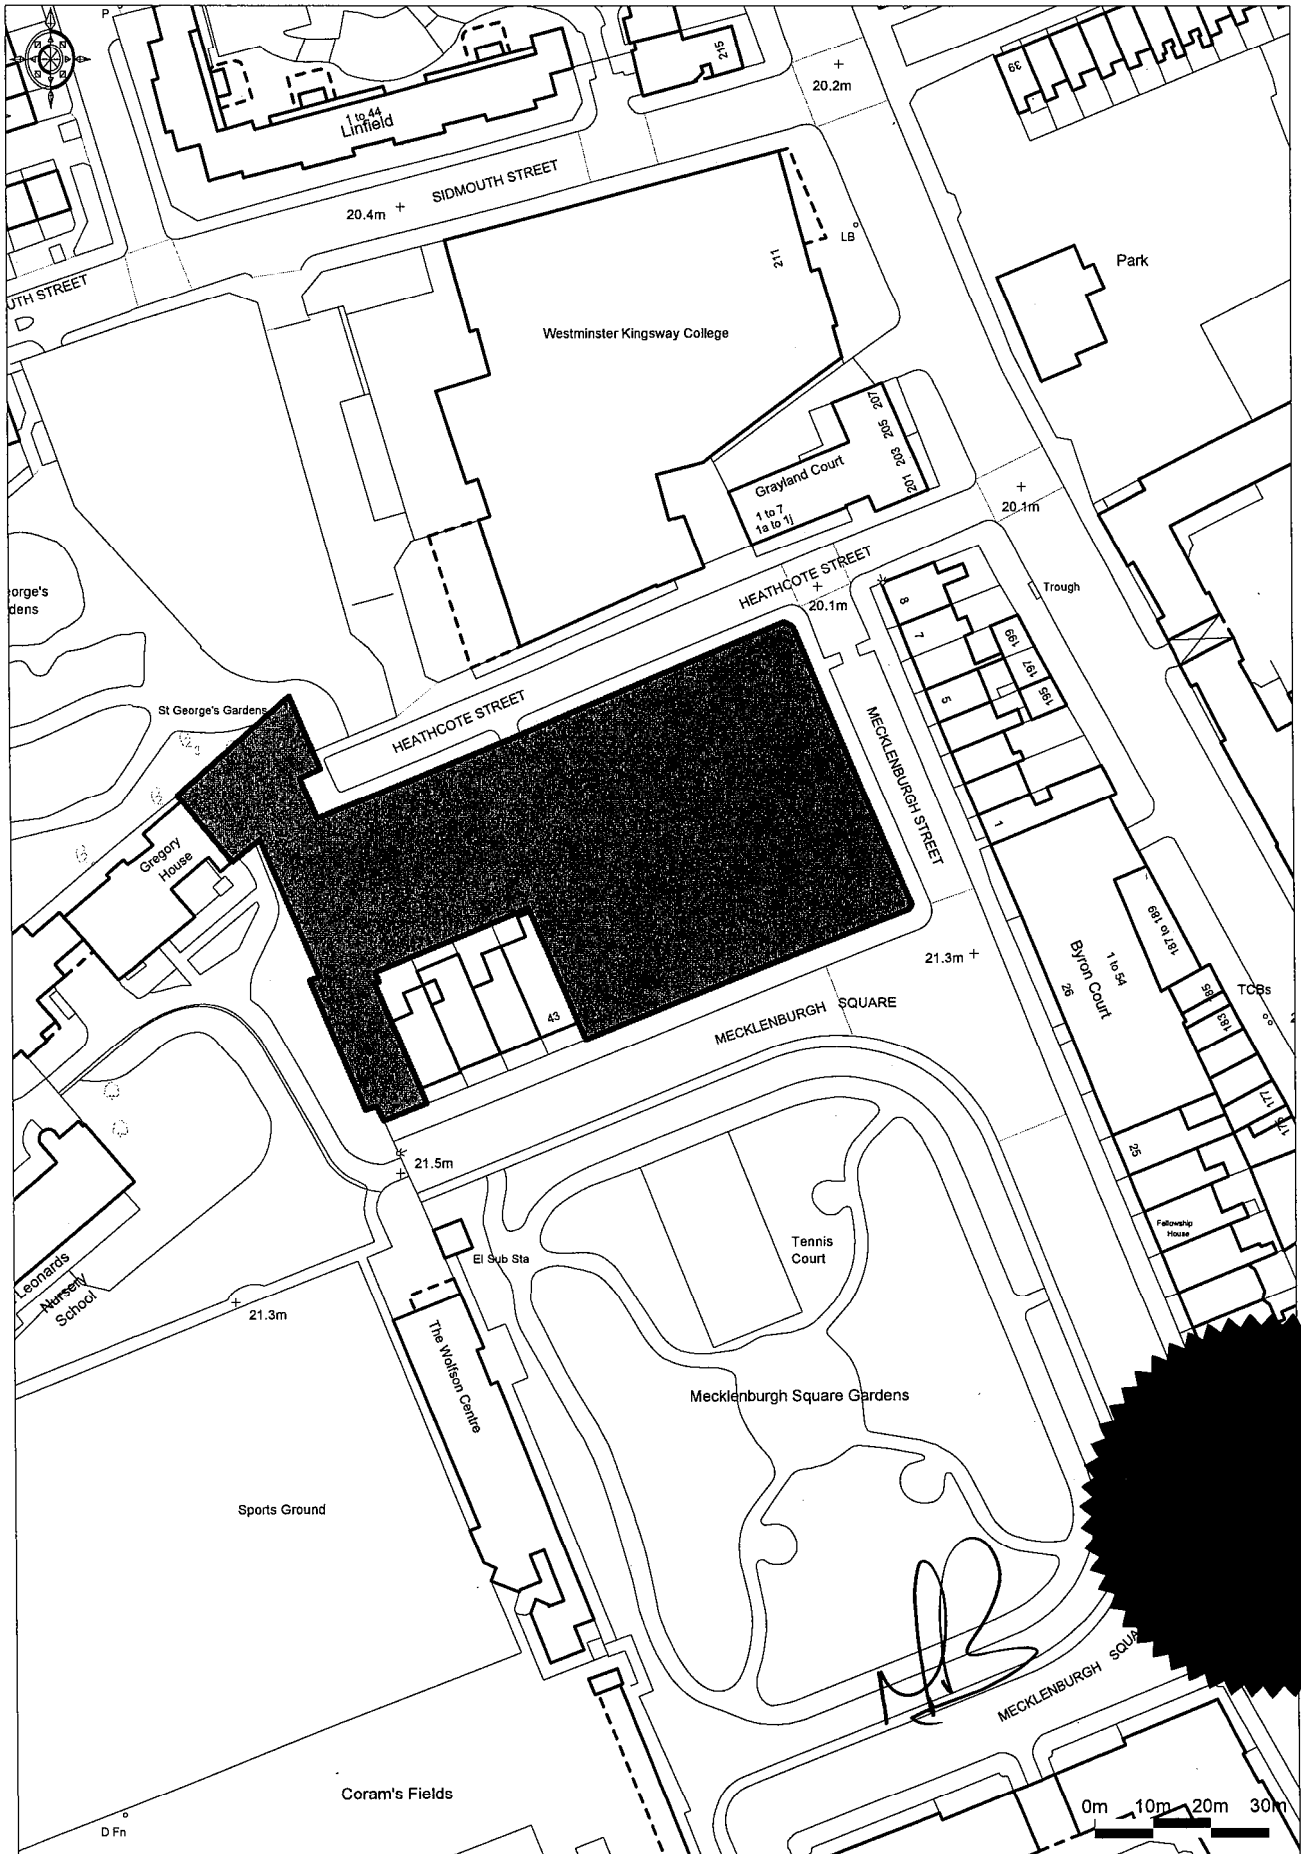 P
215
39
20.2m
1 to 44
Linfield
SIDMOUTH STREET
20.4m
LB
211
Park
UTH STREET
Westminster Kingsway College
207
205
203
201
Grayland Court
1 to 7
1a to 1j
20.1m
HEATHCOTE STREET
20.1m
Trough
orge's
dens
8
7
5
1
199
197
195
St George's Gardens
HEATHCOTE STREET
MECKLENBURGH STREET
Gregory
House
187 to 189
1 to 54
Byron Court
26
185
183
TCBs
21.3m
43
MECKLENBURGH SQUARE
177
175
25
21.5m
Fellowship
House
Tennis
Court
El Sub Sta
Leonards
Nursery
School
21.3m
The Wolfson Centre
Mecklenburgh Square Gardens
Sports Ground
MECKLENBURGH SQUA
Coram's Fields
D Fn
0m 10m 20m 30m